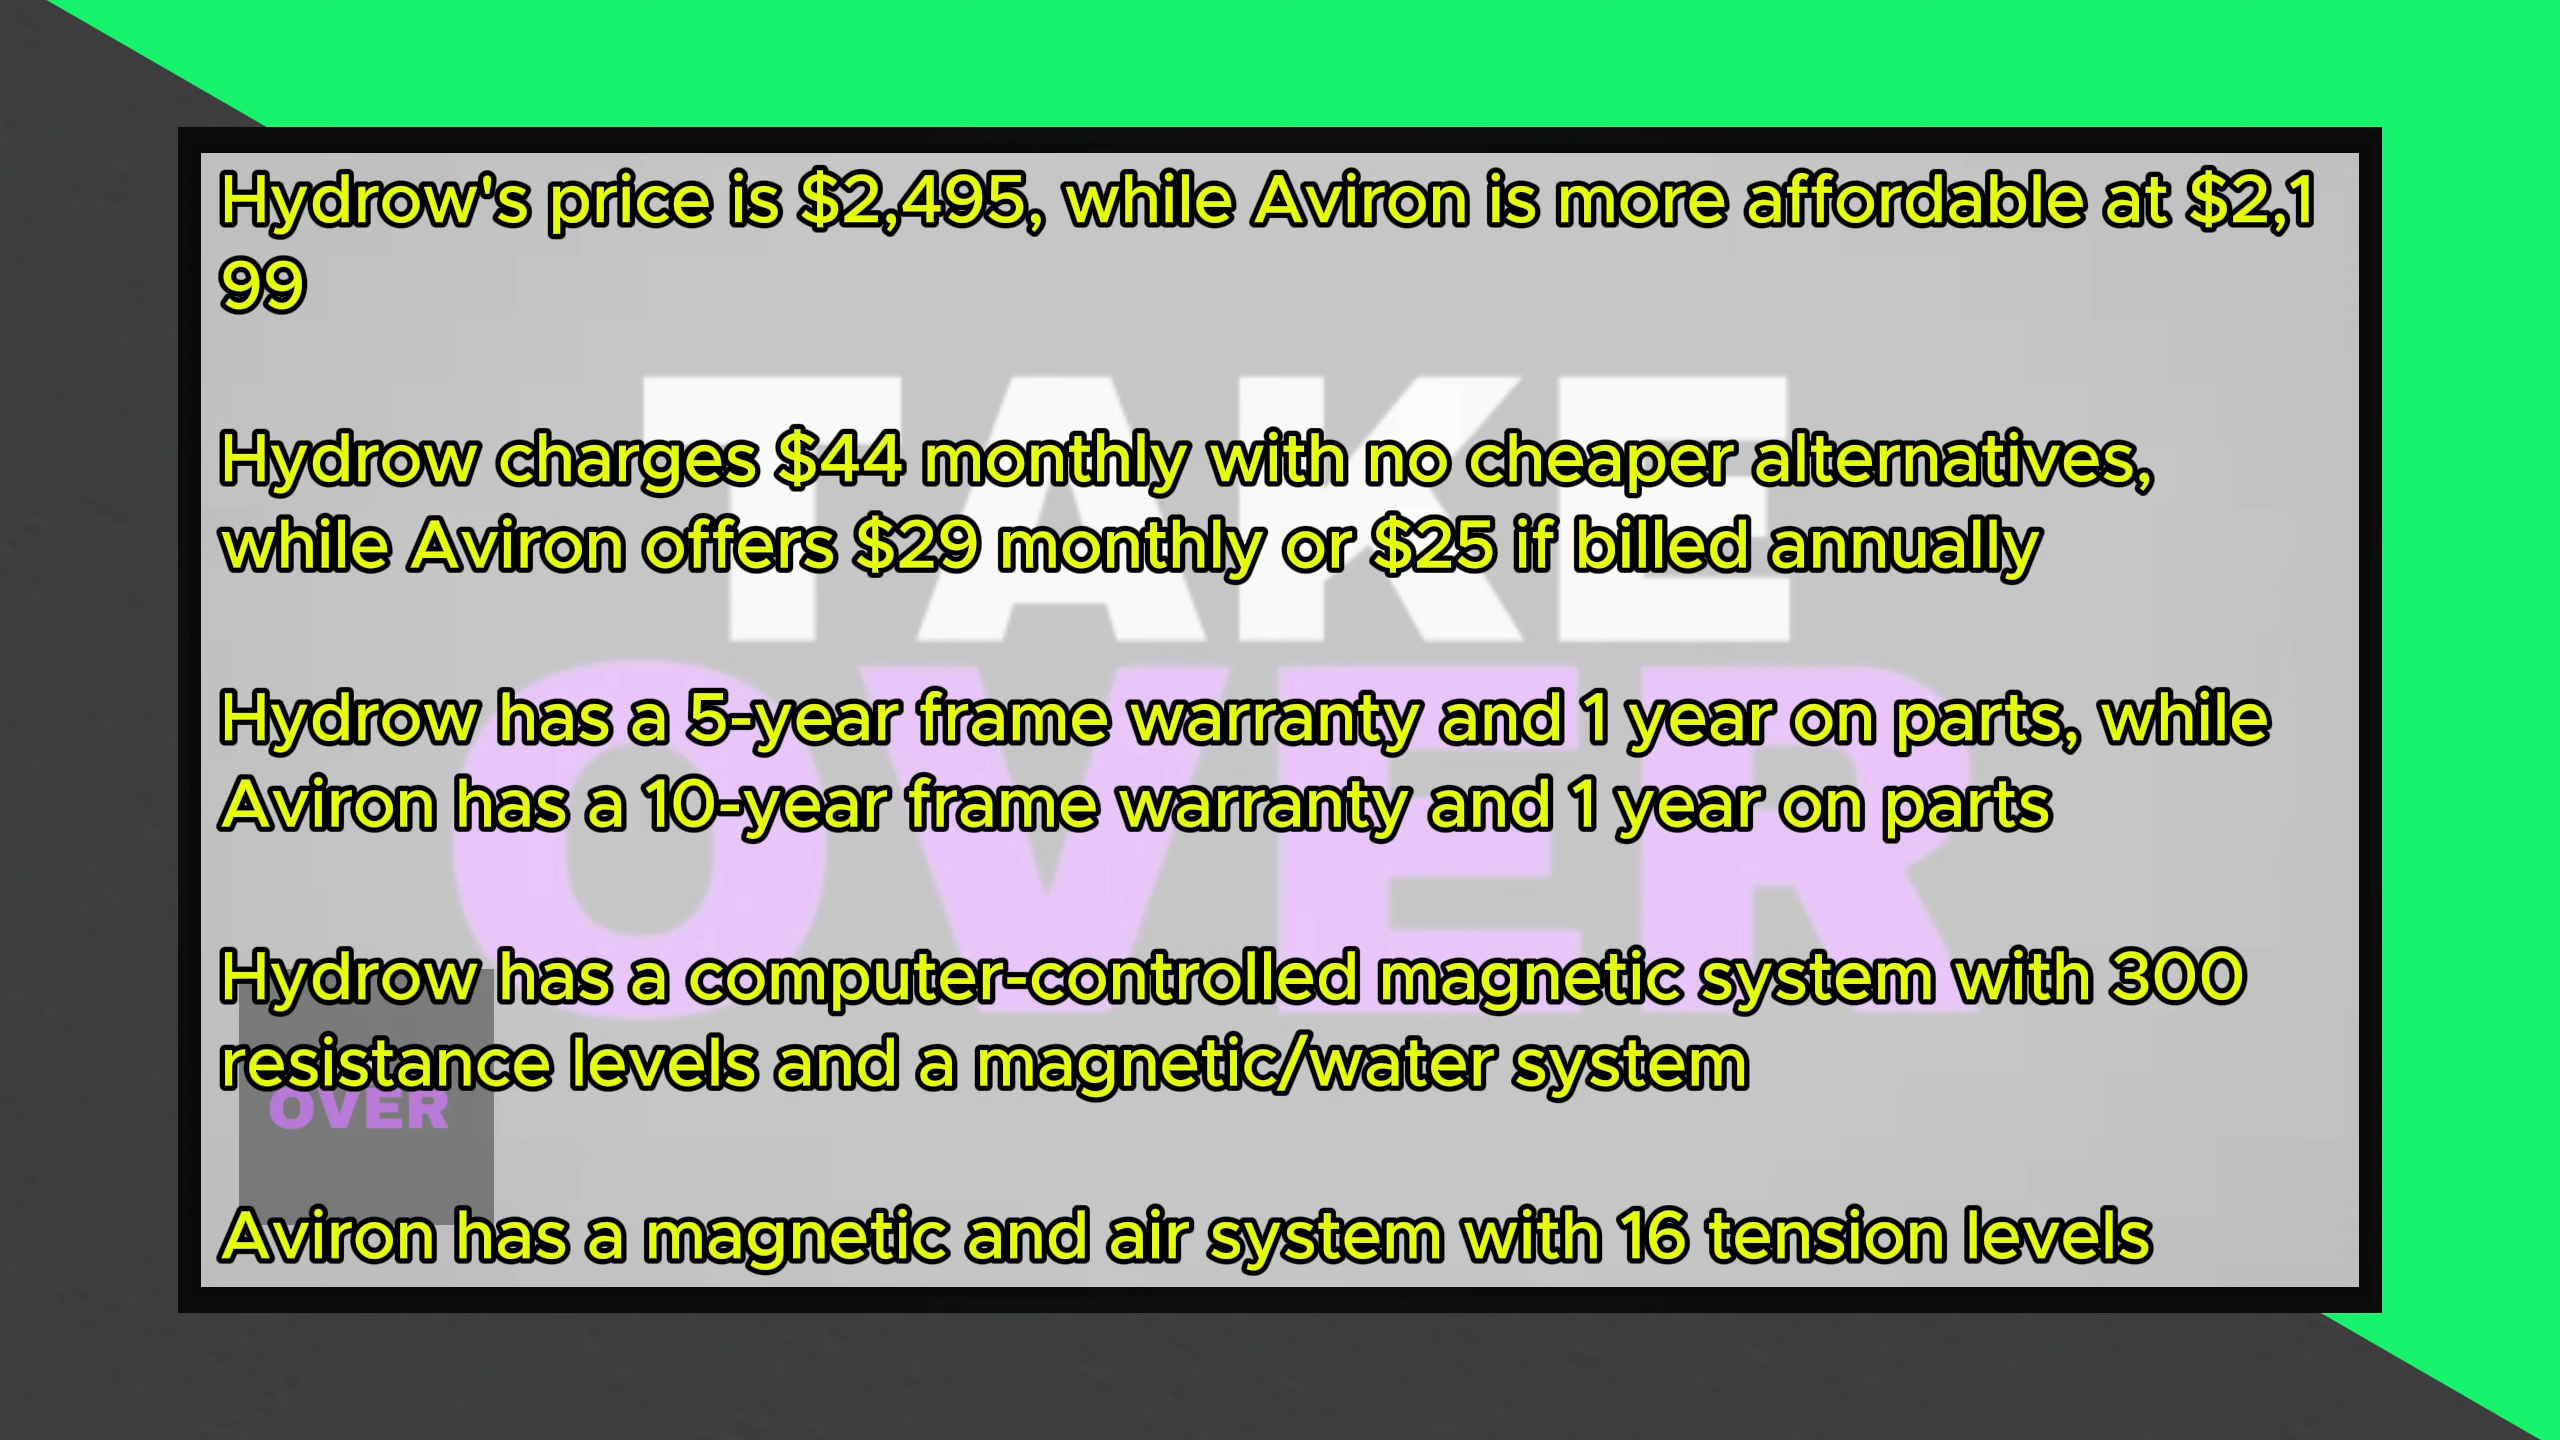 Hydrow's price is $2,495, while Aviron is more affordable at $2,1
99
TAKE
Hydrow charges $44 monthly with no cheaper alternatives,
while Aviron offers $29 monthly or $25 if billed annually
OVER
Hydrow has a 5-year frame warranty and 1 year on parts, while
Aviron has a 10-year frame warranty and 1 year on parts
Hydrow has a computer-controlled magnetic system with 300
resistance levels and a magnetic/water system
OVER
Aviron has a magnetic and air system with 16 tension levels